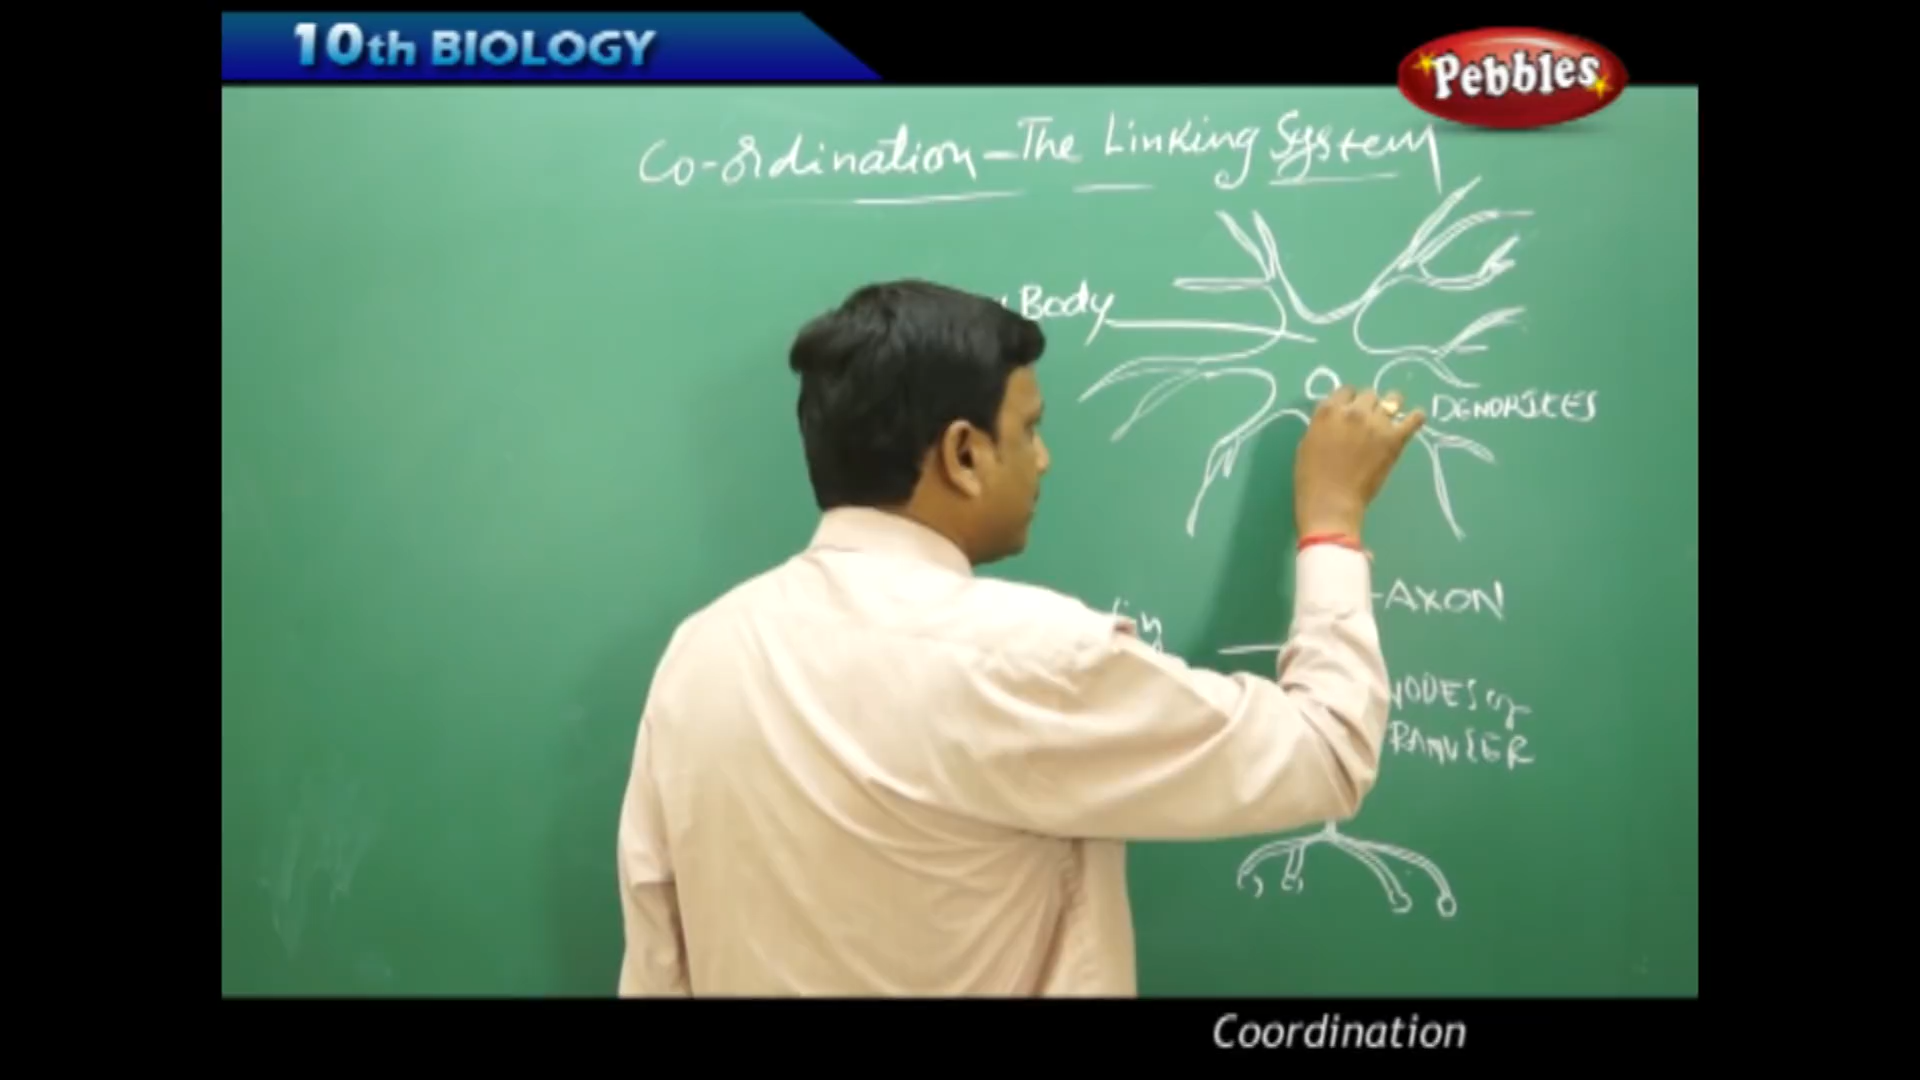 10th BIOLOGY
Pebbles
Co-ordination - The Linking System
Body
DENDRITES
-AXON
NODES of
RANVIER
Coordination